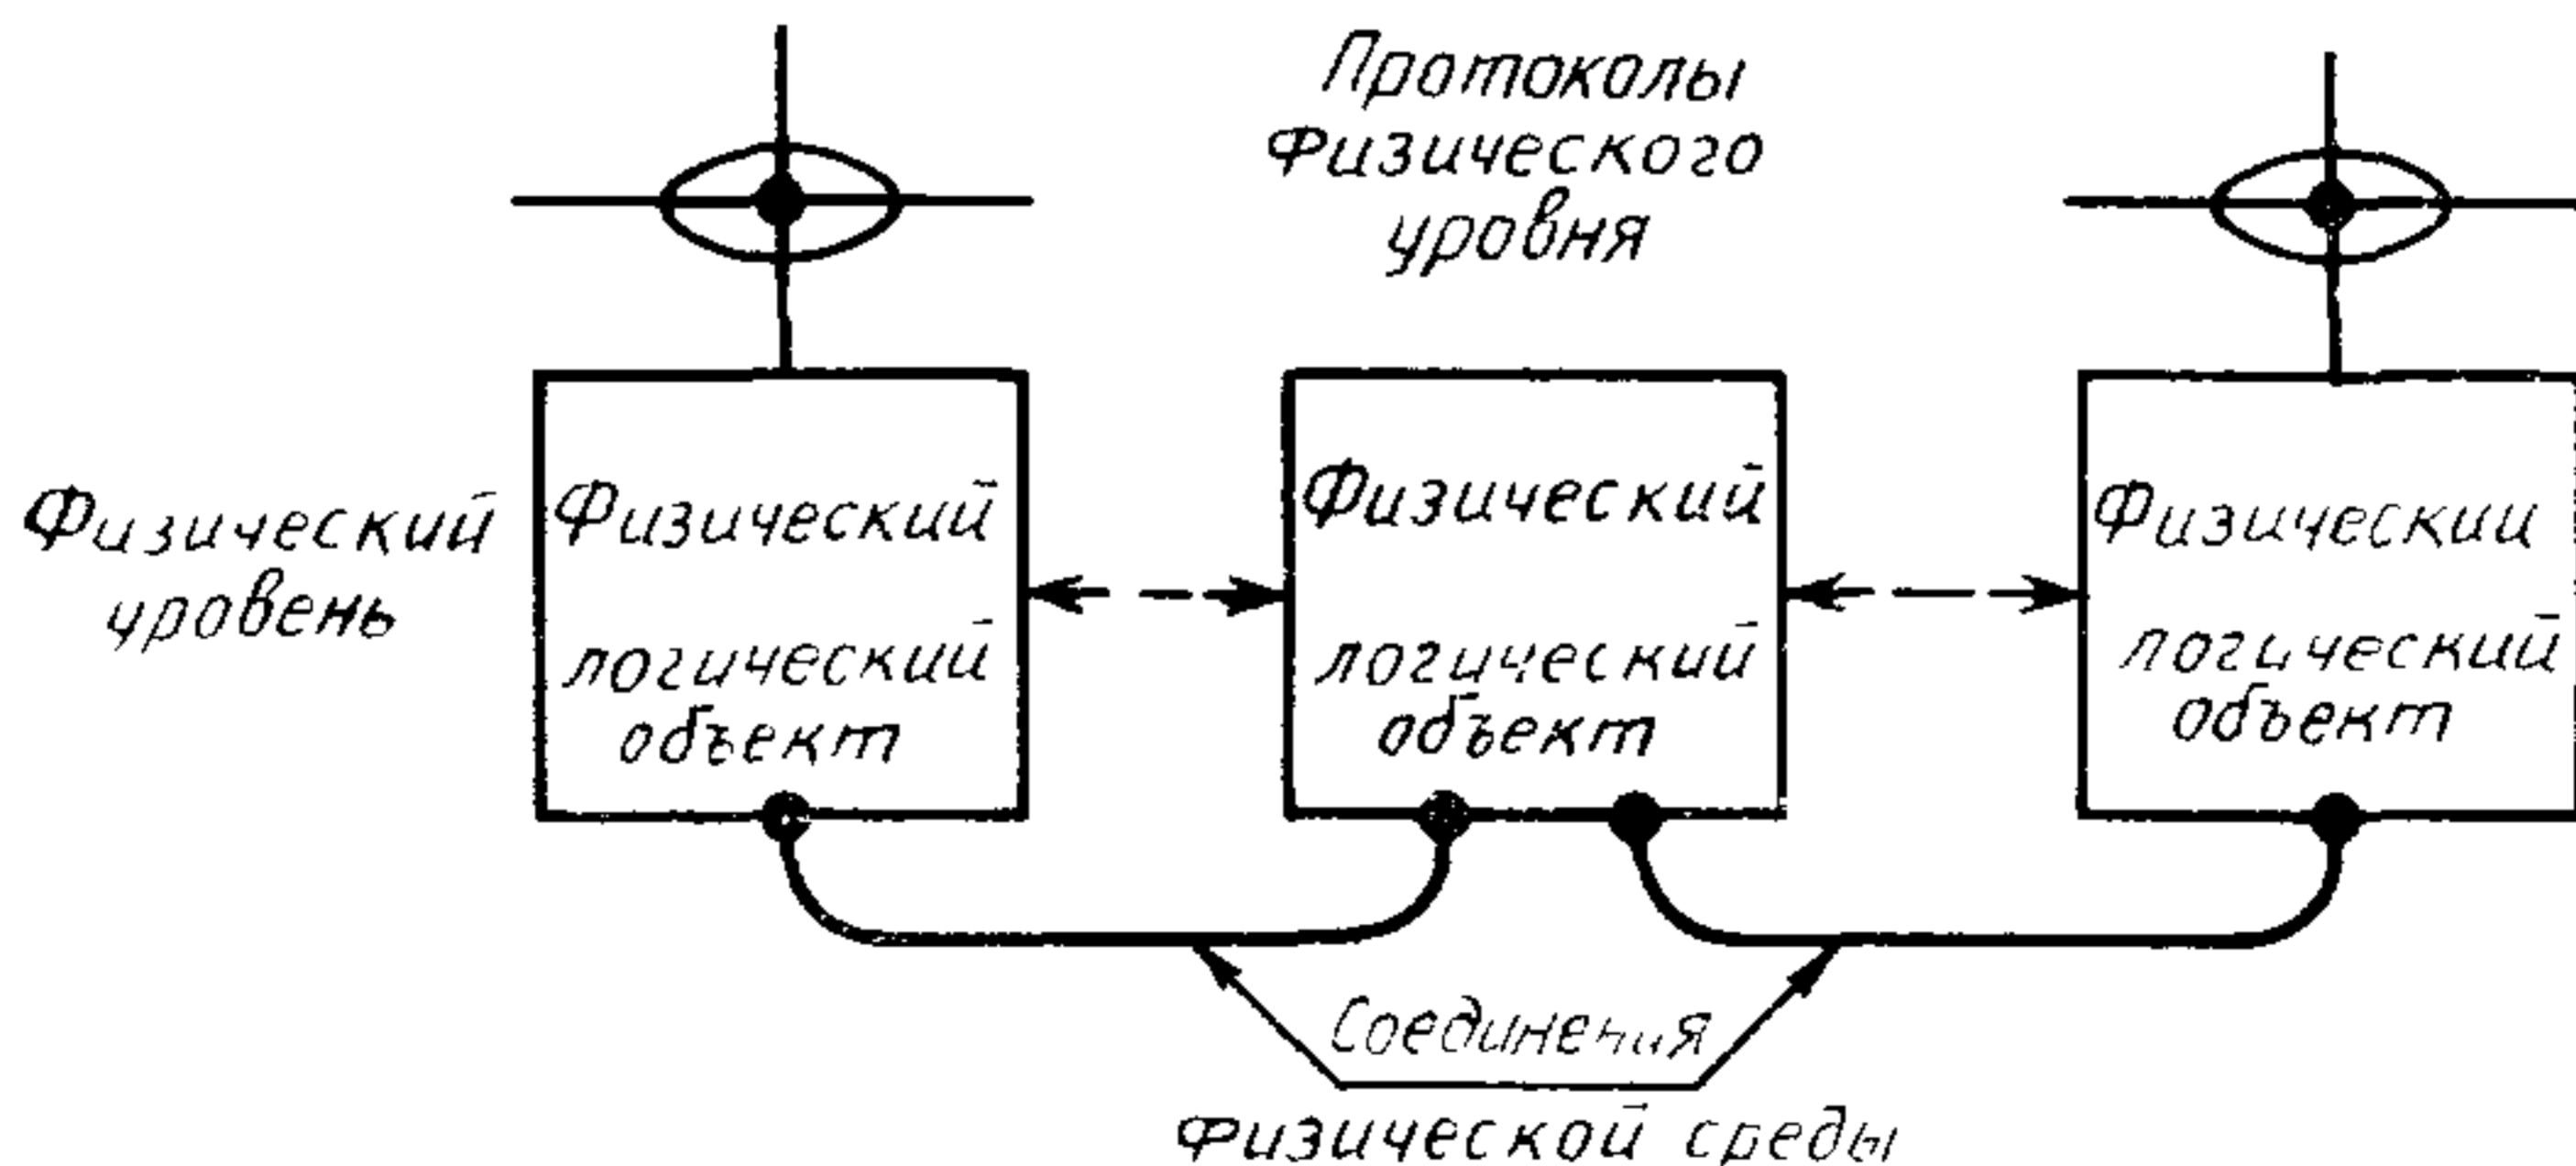 Протоколы
Физического
уровня
Физический
уровень
Физический
логический
объект
Физический
логический
объект
Физический
логический
объект
Соединения
Физической среды